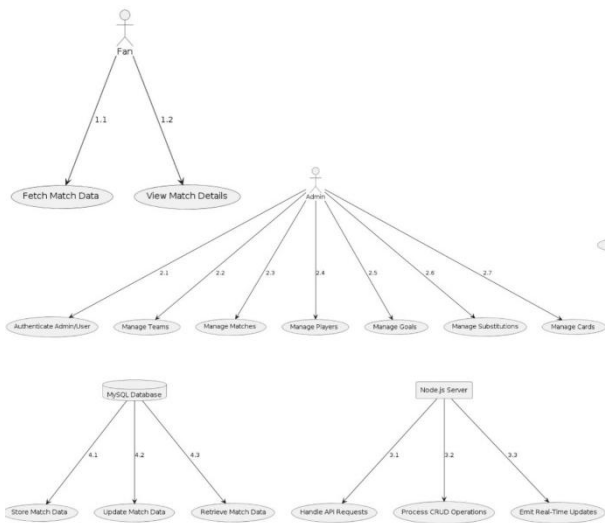 Fan
1.1
1.2
Fetch Match Data
View Match Details
Admin
2.1
2.2
2.3
2.4
2.5
2.6
2.7
Authenticate Admin/User
Manage Teams
Manage Matches
Manage Players
Manage Goals
Manage Substitutions
Manage Cards
MySQL Database
Node.js Server
4.1
4.2
4.3
3.1
3.2
3.3
Store Match Data
Update Match Data
Retrieve Match Data
Handle API Requests
Process CRUD Operations
Emit Real-Time Updates